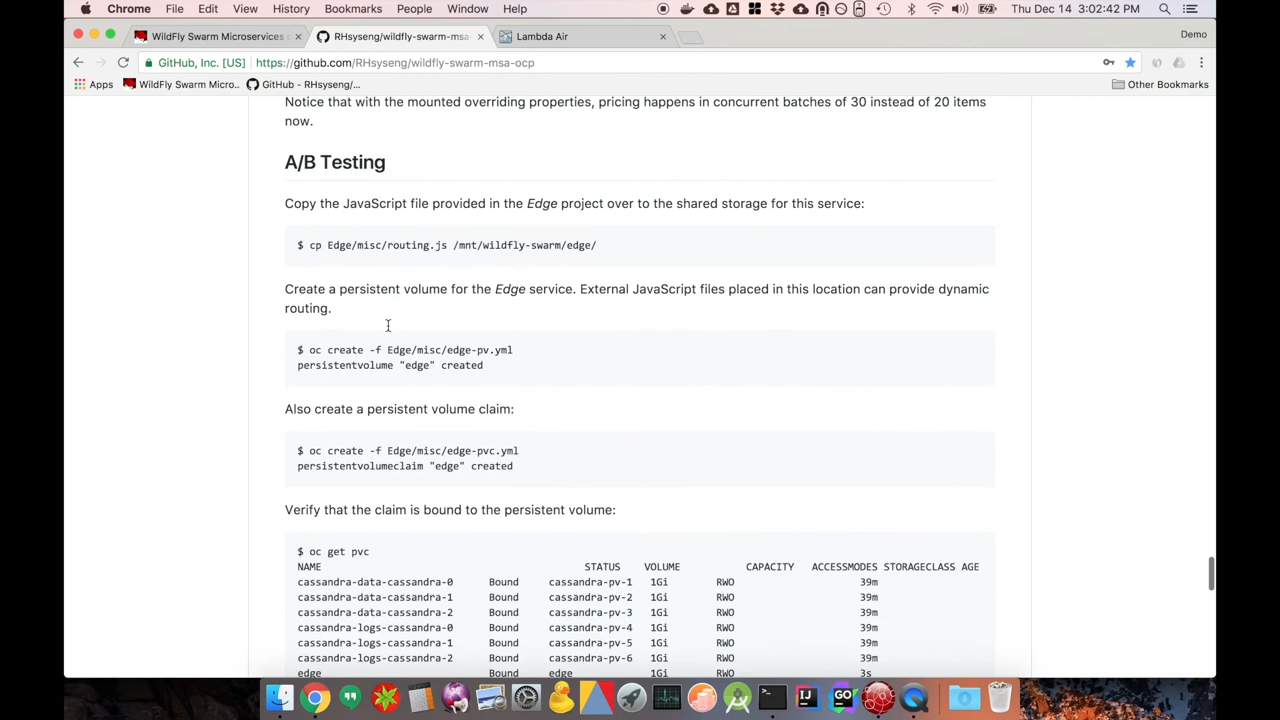 Chrome File Edit View History Bookmarks People Window Help Thu Dec 14 3:02:42 PM
WildFly Swarm Microservices o
RHsyseng/wildfly-swarm-msa-
Lambda Air
Demo
GitHub, Inc. [US] https://github.com/RHsyseng/wildfly-swarm-msa-ocp
Apps WildFly Swarm Micro... GitHub - RHsyseng/... Other Bookmarks
Notice that with the mounted overriding properties, pricing happens in concurrent batches of 30 instead of 20 items
now.
A/B Testing
Copy the JavaScript file provided in the Edge project over to the shared storage for this service:
$ cp Edge/misc/routing.js /mnt/wildfly-swarm/edge/
Create a persistent volume for the Edge service. External JavaScript files placed in this location can provide dynamic
routing.
$ oc create -f Edge/misc/edge-pv.yml
persistentvolume "edge" created
Also create a persistent volume claim:
$ oc create -f Edge/misc/edge-pvc.yml
persistentvolumeclaim "edge" created
Verify that the claim is bound to the persistent volume:
$ oc get pvc
NAME STATUS VOLUME CAPACITY ACCESSMODES STORAGECLASS AGE
cassandra-data-cassandra-0 Bound cassandra-pv-1 1Gi RWO 39m
cassandra-data-cassandra-1 Bound cassandra-pv-2 1Gi RWO 39m
cassandra-data-cassandra-2 Bound cassandra-pv-3 1Gi RWO 39m
cassandra-logs-cassandra-0 Bound cassandra-pv-4 1Gi RWO 39m
cassandra-logs-cassandra-1 Bound cassandra-pv-5 1Gi RWO 39m
cassandra-logs-cassandra-2 Bound cassandra-pv-6 1Gi RWO 39m
edge Bound edge 1Gi RWO 3s
IJ
GO